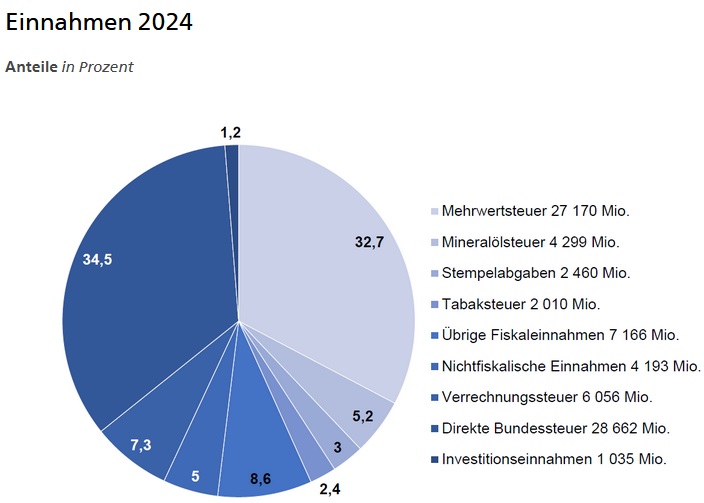 Einnahmen 2024
Anteile in Prozent
1,2
32,7
34,5
5,2
3
2,4
8,6
5
7,3
Mehrwertsteuer 27 170 Mio.
Mineralölsteuer 4 299 Mio.
Stempelabgaben 2 460 Mio.
Tabaksteuer 2 010 Mio.
Übrige Fiskaleinnahmen 7 166 Mio.
Nichtfiskalische Einnahmen 4 193 Mio.
Verrechnungssteuer 6 056 Mio.
Direkte Bundessteuer 28 662 Mio.
Investitionseinnahmen 1 035 Mio.